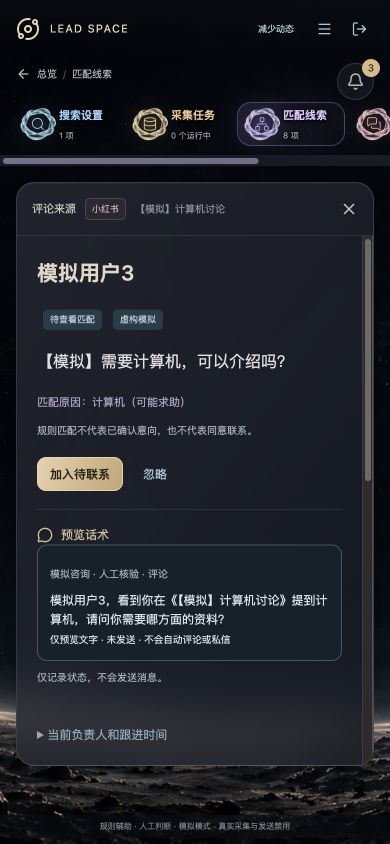 LEAD SPACE
减少动态
总览 / 匹配线索
3
搜索设置
1 项
采集任务
0 个运行中
匹配线索
8 项
评论来源 小红书 【模拟】计算机讨论
模拟用户3
待查看匹配 虚构模拟
【模拟】需要计算机，可以介绍吗？
匹配原因：计算机（可能求助）
规则匹配不代表已确认意向，也不代表同意联系。
加入待联系 忽略
预览话术
模拟咨询 · 人工核验 · 评论
模拟用户3，看到你在《【模拟】计算机讨论》提到计
算机，请问你需要哪方面的资料？
仅预览文字 · 未发送 · 不会自动评论或私信
仅记录状态，不会发送消息。
当前负责人和跟进时间
规则辅助 · 人工判断 · 模拟模式 · 真实采集与发送禁用